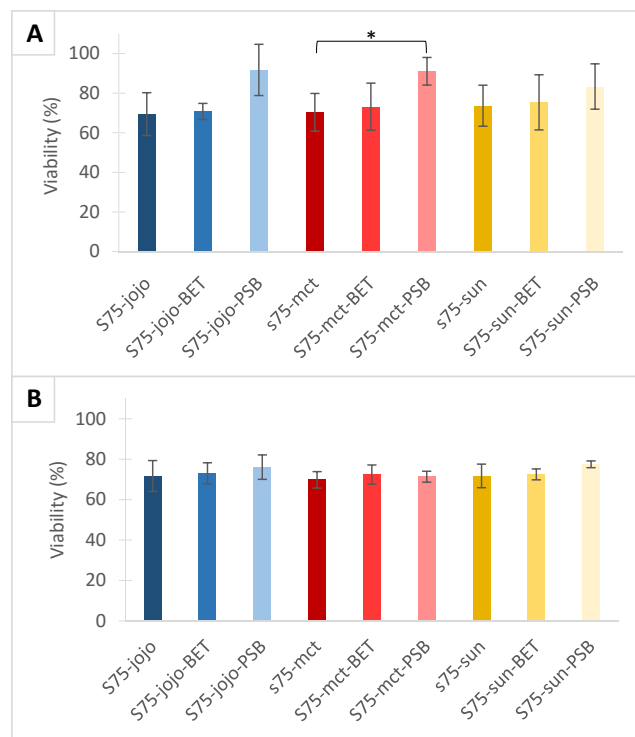 A
*
Viability (%)
100
80
60
40
20
0
S75-jojo
S75-jojo-BET
S75-jojo-PSB
s75-mct
S75-mct-BET
S75-mct-PSB
s75-sun
S75-sun-BET
S75-sun-PSB
B
Viability (%)
100
80
60
40
20
0
S75-jojo
S75-jojo-BET
S75-jojo-PSB
s75-mct
S75-mct-BET
S75-mct-PSB
s75-sun
S75-sun-BET
S75-sun-PSB